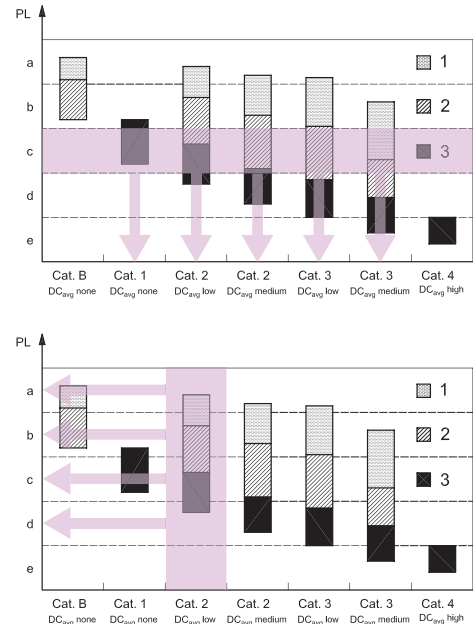 PL
a
1
b
2
c
3
d
e
Cat. B Cat. 1 Cat. 2 Cat. 2 Cat. 3 Cat. 3 Cat. 4
DCavg none DCavg none DCavg low DCavg medium DCavg low DCavg medium DCavg high
PL
a
1
b
2
c
3
d
e
Cat. B Cat. 1 Cat. 2 Cat. 2 Cat. 3 Cat. 3 Cat. 4
DCavg none DCavg none DCavg low DCavg medium DCavg low DCavg medium DCavg high